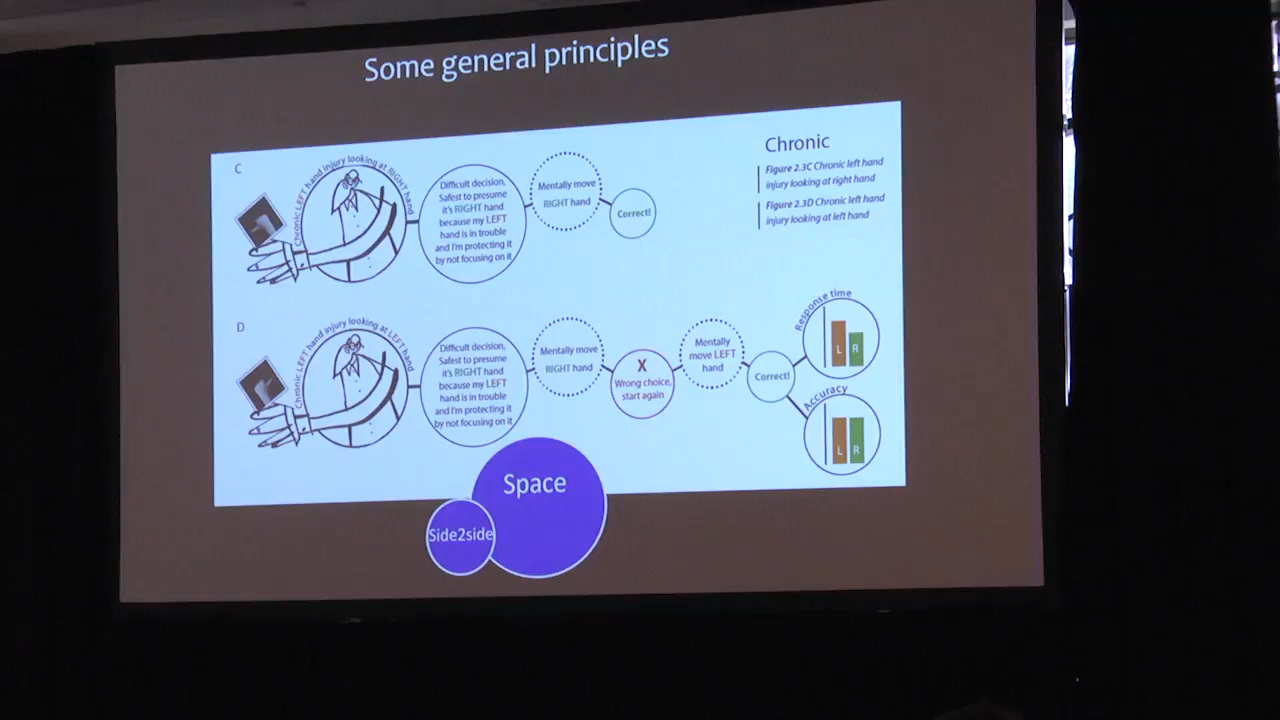 Some general principles
C
Chronic LEFT hand injury looking at RIGHT hand
Difficult decision,
Safest to presume
it's RIGHT hand
because my LEFT
hand is in trouble
and I'm protecting it
by not focusing on it
Mentally move
RIGHT hand
Correct!
Chronic
Figure 2.3C Chronic left hand
injury looking at right hand
Figure 2.3D Chronic left hand
injury looking at left hand
D
Chronic LEFT hand injury looking at LEFT hand
Difficult decision,
Safest to presume
it's RIGHT hand
because my LEFT
hand is in trouble
and I'm protecting it
by not focusing on it
Mentally move
RIGHT hand
X
Wrong choice,
start again
Mentally
move LEFT
hand
Correct!
Response time
L R
Accuracy
L R
Space
Side2side